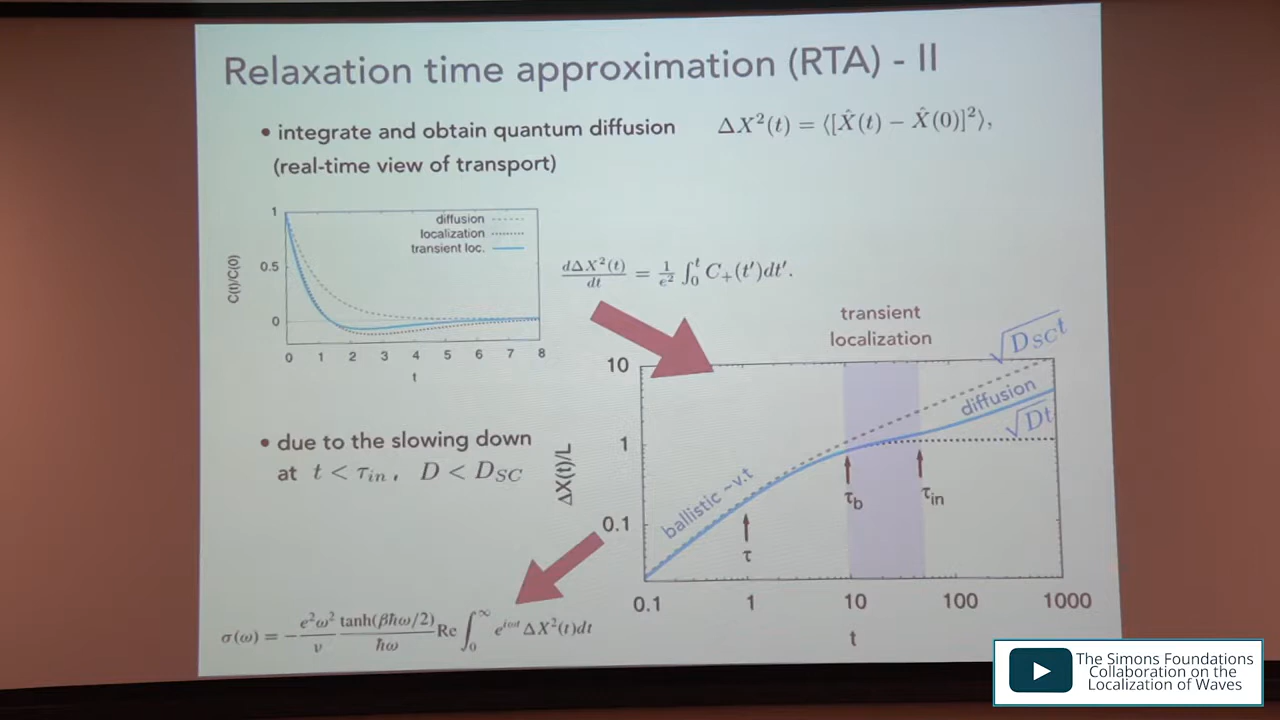 Relaxation time approximation (RTA) - II
• integrate and obtain quantum diffusion
(real-time view of transport)
ΔX²(t) = ⟨[X̂(t) − X̂(0)]²⟩,
1
0.5
0
C(t)/C(0)
diffusion
localization
transient loc.
0 1 2 3 4 5 6 7 8
t
dΔX²(t)/dt = 1/e² ∫₀ᵗ C₊(t′)dt′.
• due to the slowing down
at t < τ_in , D < D_SC
transient
localization
√D_SC t
diffusion
√Dt
ballistic ~v.t
τ
τb
τin
10
1
0.1
ΔX(t)/L
0.1 1 10 100 1000
t
σ(ω) = − e²ω²/ν tanh(βħω/2)/ħω Re ∫₀^∞ e^{iωt} ΔX²(t)dt
The Simons Foundations
Collaboration on the
Localization of Waves